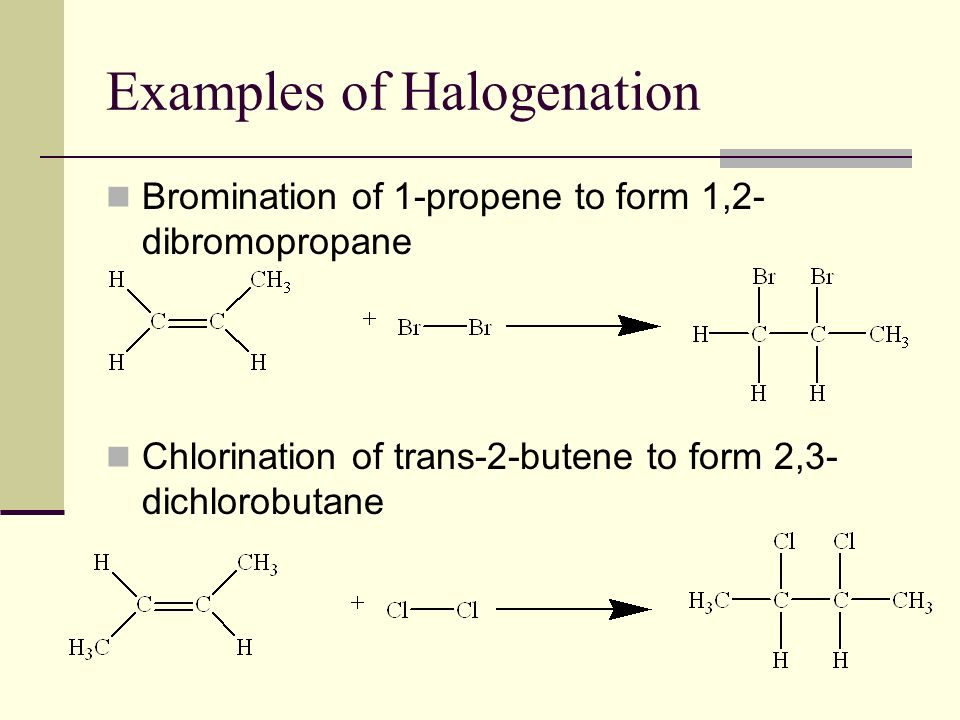 Examples of Halogenation
Bromination of 1-propene to form 1,2-
dibromopropane
H CH3 Br Br
C C + Br Br H C C CH3
H H H H
Chlorination of trans-2-butene to form 2,3-
dichlorobutane
H CH3 Cl Cl
C C + Cl Cl H3C C C CH3
H3C H H H